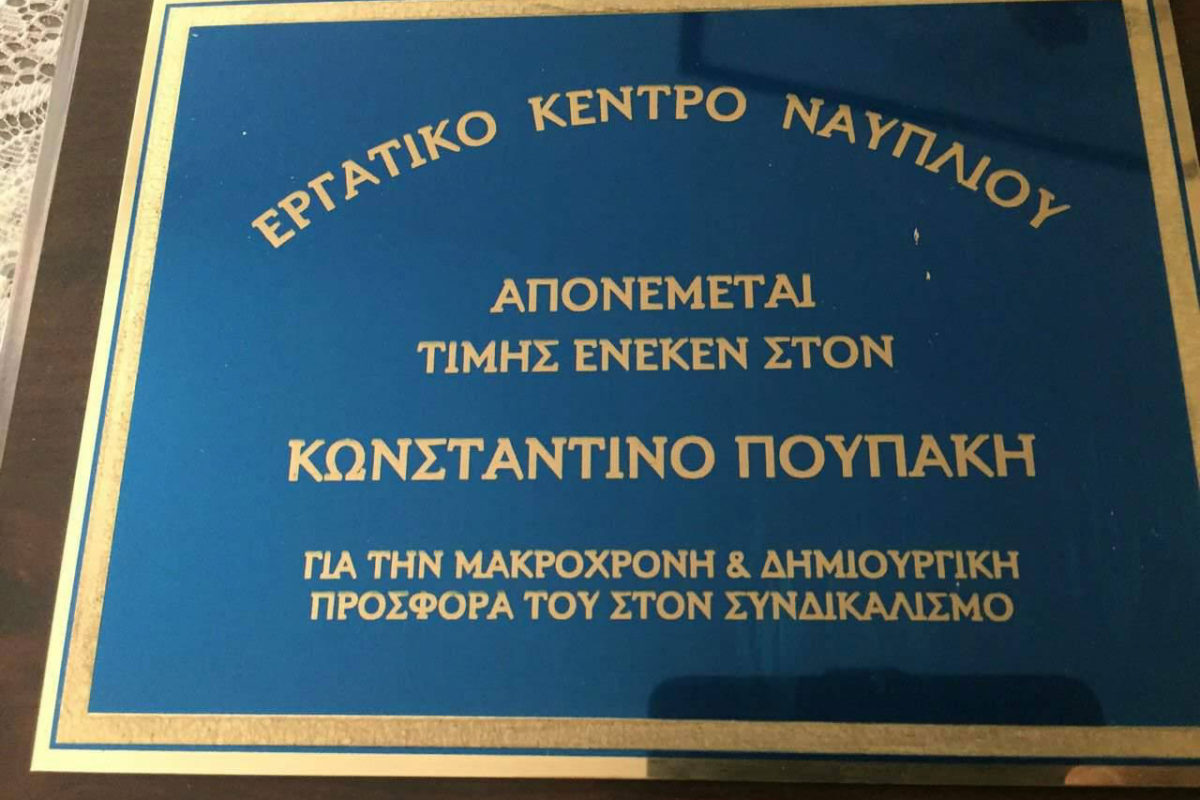 ΕΡΓΑΤΙΚΟ ΚΕΝΤΡΟ ΝΑΥΠΛΙΟΥ
ΑΠΟΝΕΜΕΤΑΙ
ΤΙΜΗΣ ΕΝΕΚΕΝ ΣΤΟΝ
ΚΩΝΣΤΑΝΤΙΝΟ ΠΟΥΠΑΚΗ
ΓΙΑ ΤΗΝ ΜΑΚΡΟΧΡΟΝΗ & ΔΗΜΙΟΥΡΓΙΚΗ
ΠΡΟΣΦΟΡΑ ΤΟΥ ΣΤΟΝ ΣΥΝΔΙΚΑΛΙΣΜΟ